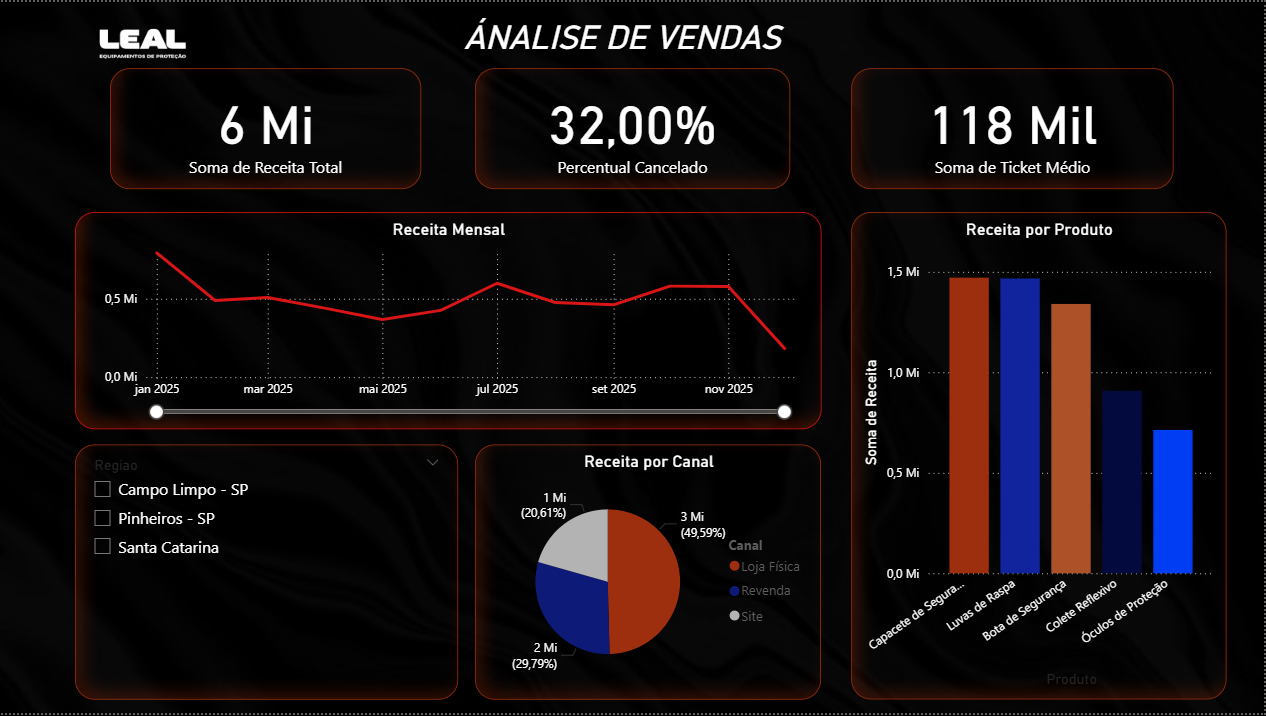 LEAL
EQUIPAMENTOS DE PROTEÇÃO
ÁNALISE DE VENDAS
6 Mi
Soma de Receita Total
32,00%
Percentual Cancelado
118 Mil
Soma de Ticket Médio
Receita Mensal
0,5 Mi
0,0 Mi
jan 2025
mar 2025
mai 2025
jul 2025
set 2025
nov 2025
Regiao
Campo Limpo - SP
Pinheiros - SP
Santa Catarina
Receita por Canal
1 Mi
(20,61%)
3 Mi
(49,59%)
2 Mi
(29,79%)
Canal
Loja Física
Revenda
Site
Receita por Produto
Soma de Receita
1,5 Mi
1,0 Mi
0,5 Mi
0,0 Mi
Capacete de Segura...
Luvas de Raspa
Bota de Segurança
Colete Reflexivo
Óculos de Proteção
Produto